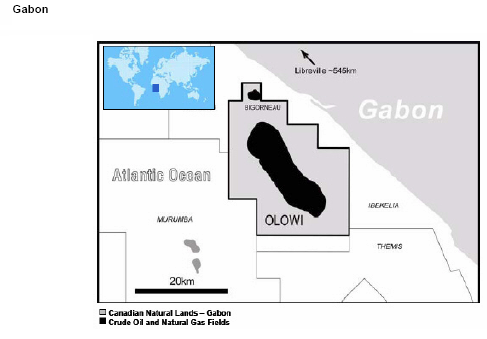 Gabon
Libreville ~545km
Gabon
BIGORNEAU
Atlantic Ocean
OLOWI
IBEKELIA
MURUMBA
THEMIS
20km
Canadian Natural Lands – Gabon
Crude Oil and Natural Gas Fields